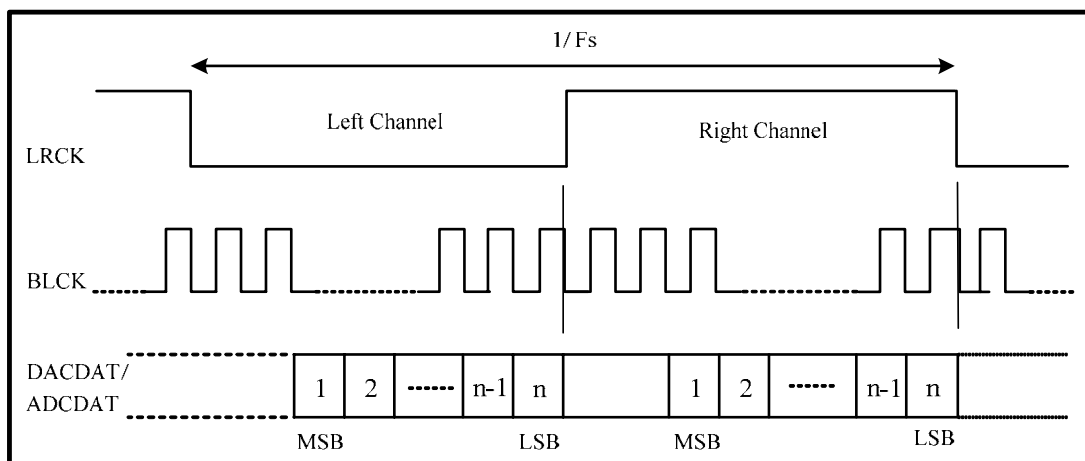 1/ Fs
Left Channel
Right Channel
LRCK
BLCK
DACDAT/
ADCDAT
1 2 n-1 n 1 2 n-1 n
MSB LSB MSB LSB